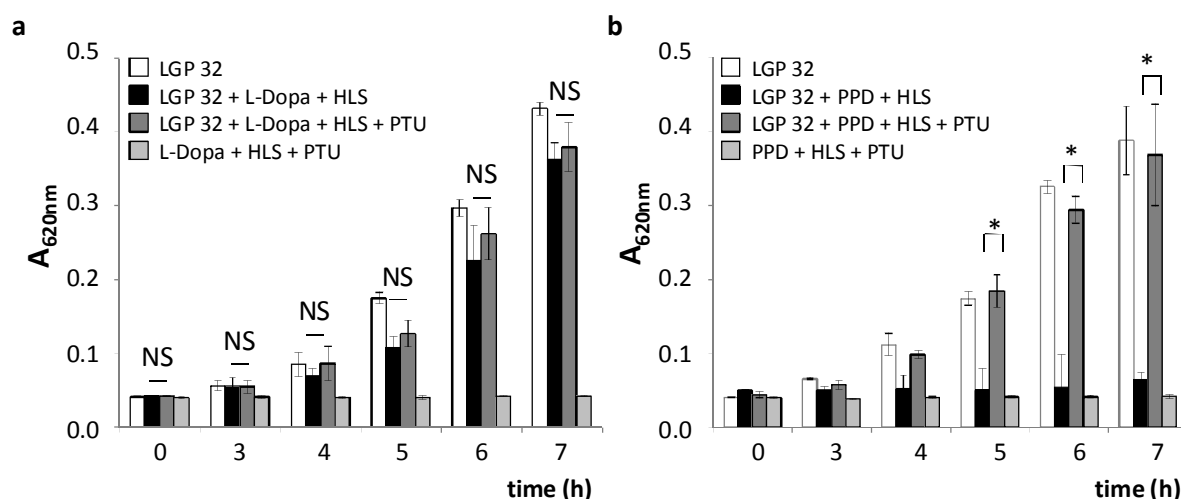 a
0.5
0.4
0.3
0.2
0.1
0.0
A620nm
LGP 32
LGP 32 + L-Dopa + HLS
LGP 32 + L-Dopa + HLS + PTU
L-Dopa + HLS + PTU
NS
NS
NS
NS
NS
NS
0 3 4 5 6 7
time (h)
b
0.5
0.4
0.3
0.2
0.1
0.0
A620nm
LGP 32
LGP 32 + PPD + HLS
LGP 32 + PPD + HLS + PTU
PPD + HLS + PTU
*
*
*
0 3 4 5 6 7
time (h)